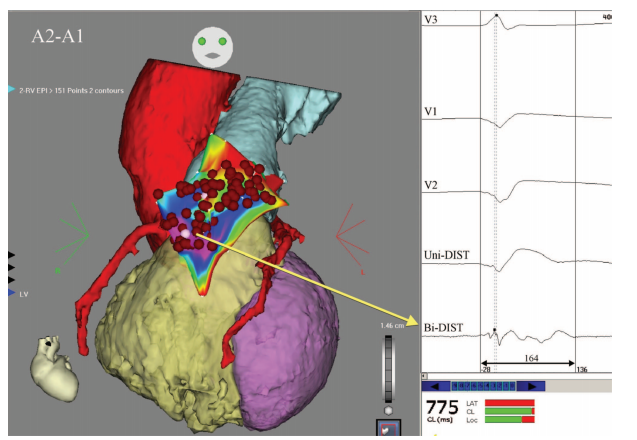 A2-A1
2-RV EPI > 151 Points 2 contours
LV
1.46 cm
V3
400
V1
V2
Uni-DIST
Bi-DIST
164
-28
136
775
CL (ms)
LAT
CL
Loc